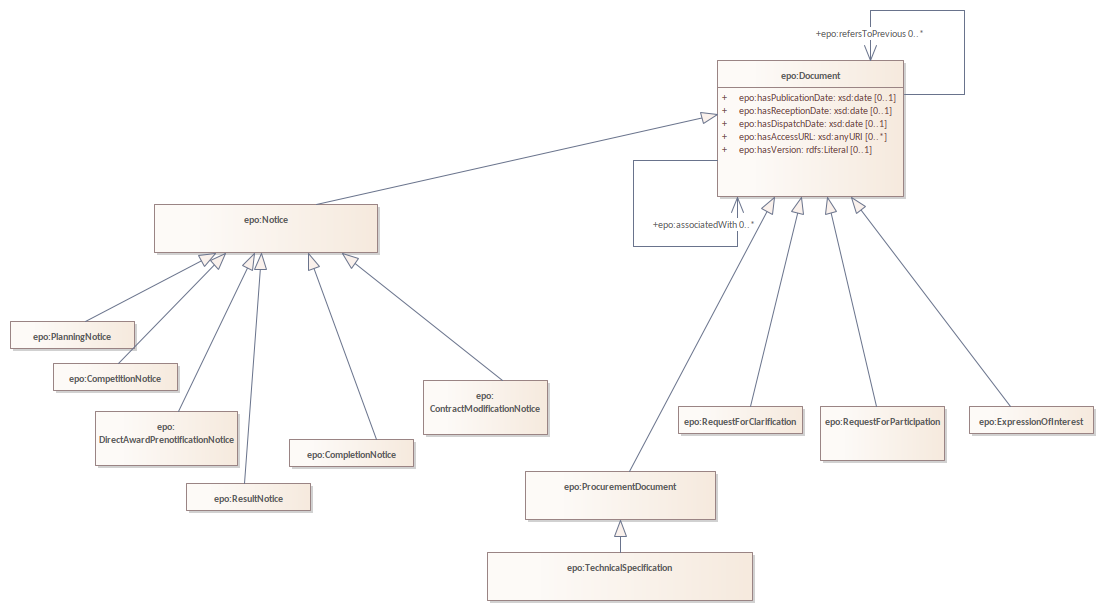 +epo:refersToPrevious 0..*
epo:Document
+ epo:hasPublicationDate: xsd:date [0..1]
+ epo:hasReceptionDate: xsd:date [0..1]
+ epo:hasDispatchDate: xsd:date [0..1]
+ epo:hasAccessURL: xsd:anyURI [0..*]
+ epo:hasVersion: rdfs:Literal [0..1]
epo:Notice
+epo:associatedWith 0..*
epo:PlanningNotice
epo:CompetitionNotice
epo:
DirectAwardPrenotificationNotice
epo:ResultNotice
epo:CompletionNotice
epo:
ContractModificationNotice
epo:RequestForClarification
epo:RequestForParticipation
epo:ExpressionOfInterest
epo:ProcurementDocument
epo:TechnicalSpecification